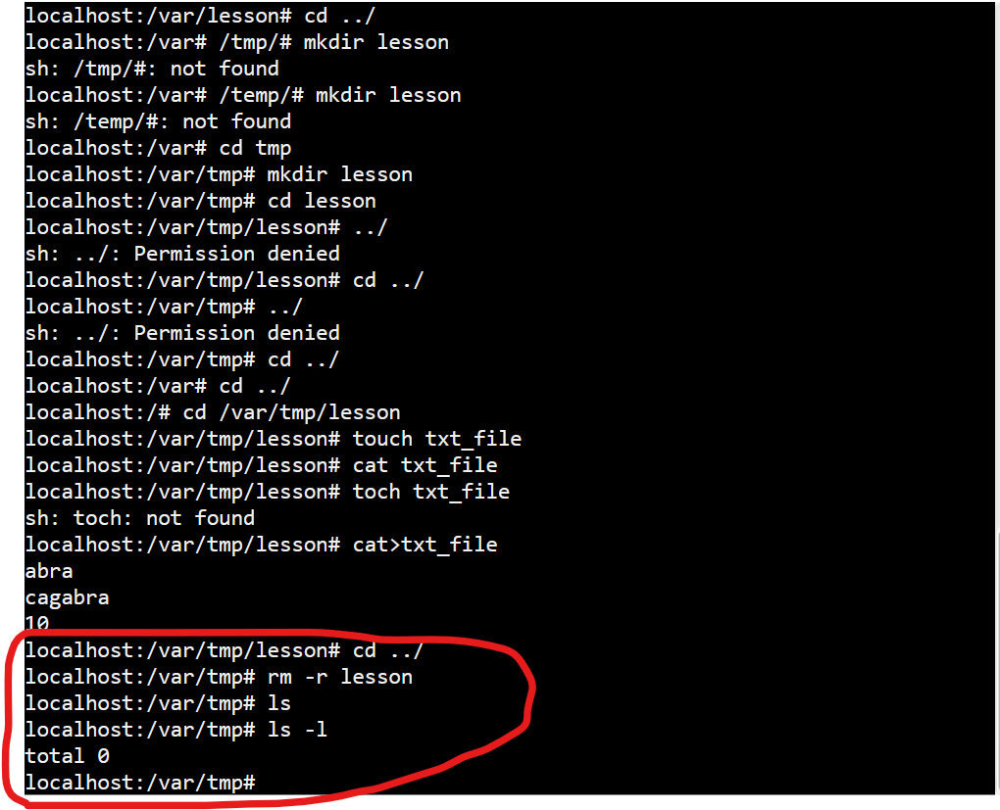 localhost:/var/lesson# cd ../
localhost:/var# /tmp/# mkdir lesson
sh: /tmp/#: not found
localhost:/var# /temp/# mkdir lesson
sh: /temp/#: not found
localhost:/var# cd tmp
localhost:/var/tmp# mkdir lesson
localhost:/var/tmp# cd lesson
localhost:/var/tmp/lesson# ../
sh: ../: Permission denied
localhost:/var/tmp/lesson# cd ../
localhost:/var/tmp# ../
sh: ../: Permission denied
localhost:/var/tmp# cd ../
localhost:/var# cd ../
localhost:/# cd /var/tmp/lesson
localhost:/var/tmp/lesson# touch txt_file
localhost:/var/tmp/lesson# cat txt_file
localhost:/var/tmp/lesson# toch txt_file
sh: toch: not found
localhost:/var/tmp/lesson# cat>txt_file
abra
cagabra
10
localhost:/var/tmp/lesson# cd ../
localhost:/var/tmp# rm -r lesson
localhost:/var/tmp# ls
localhost:/var/tmp# ls -l
total 0
localhost:/var/tmp#